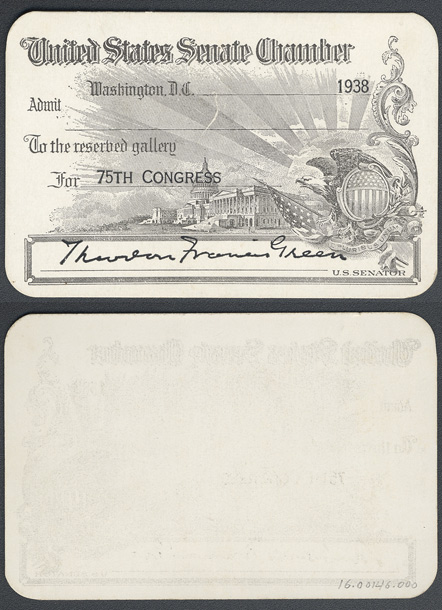 United States Senate Chamber
Washington, D.C. 1938
Admit
To the reserved gallery
For 75TH CONGRESS
Theodore Francis Green
U.S. SENATOR
16.00146.000